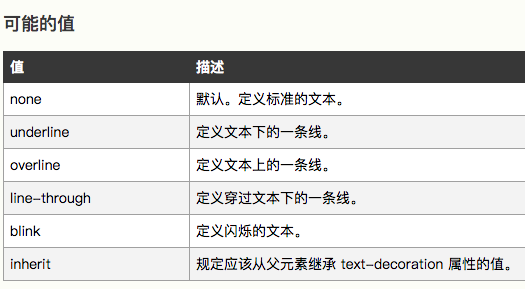 可能的值
值 描述
none 默认。定义标准的文本。
underline 定义文本下的一条线。
overline 定义文本上的一条线。
line-through 定义穿过文本下的一条线。
blink 定义闪烁的文本。
inherit 规定应该从父元素继承 text-decoration 属性的值。